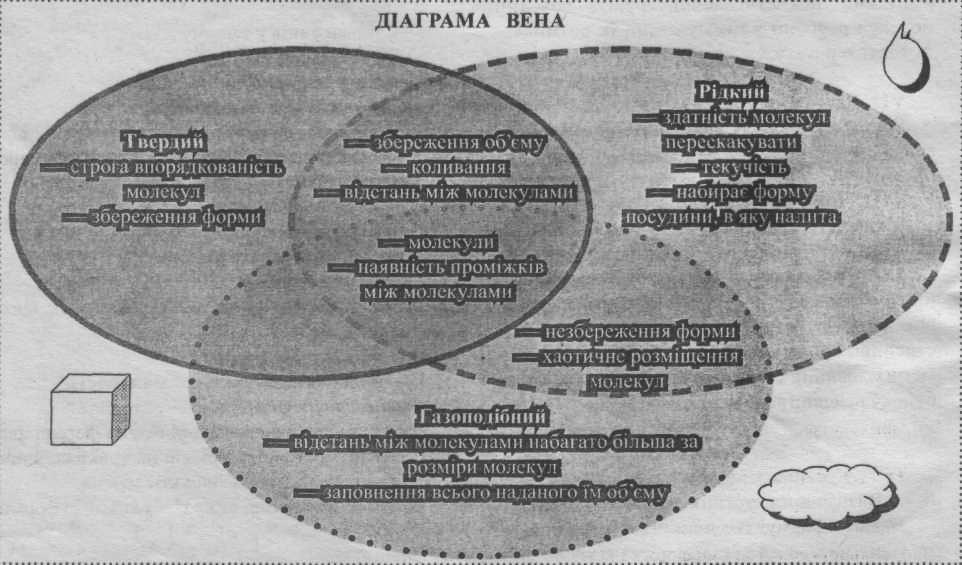 ДІАГРАМА ВЕНА
Твердий
— строга впорядкованість
молекул
— збереження форми
— збереження об'єму
— коливання
— відстань між молекулами
— молекули
— наявність проміжків
між молекулами
Рідкий
— здатність молекул
перескакувати
— текучість
— набирає форму
посудини, в яку налита
— незбереження форми
— хаотичне розміщення
молекул
Газоподібний
— відстань між молекулами набагато більша за
розміри молекул
— заповнення всього наданого їм об'єму